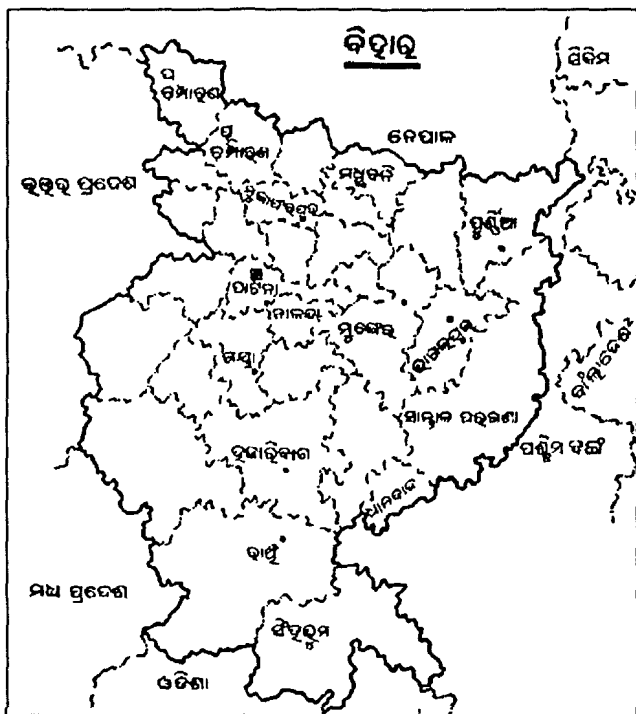 ବିହାର
ସିକିମ
ପ
ଚମ୍ପାରଣ
ପୂ
ଚମ୍ପାରଣ
ନେପାଳ
ମଧୁବନି
ଉତ୍ତର ପ୍ରଦେଶ
ମୁଜାଫରପୁର
ପୁର୍ଣ୍ଣିଆ
ପାଟନା
ନାଳନ୍ଦା
ମୁଙ୍ଗେର
ଭାଗଲପୁର
ବାଂଲାଦେଶ
ଗୟା
ସାନ୍ତାଳ ପରଗଣା
ପଶ୍ଚିମ ବଙ୍ଗ
ହଜାରିବାଗ
ଧାନବାଦ
ରାଞ୍ଚି
ମଧ୍ୟ ପ୍ରଦେଶ
ସିଂହଭୁମ
ଓଡିଶା